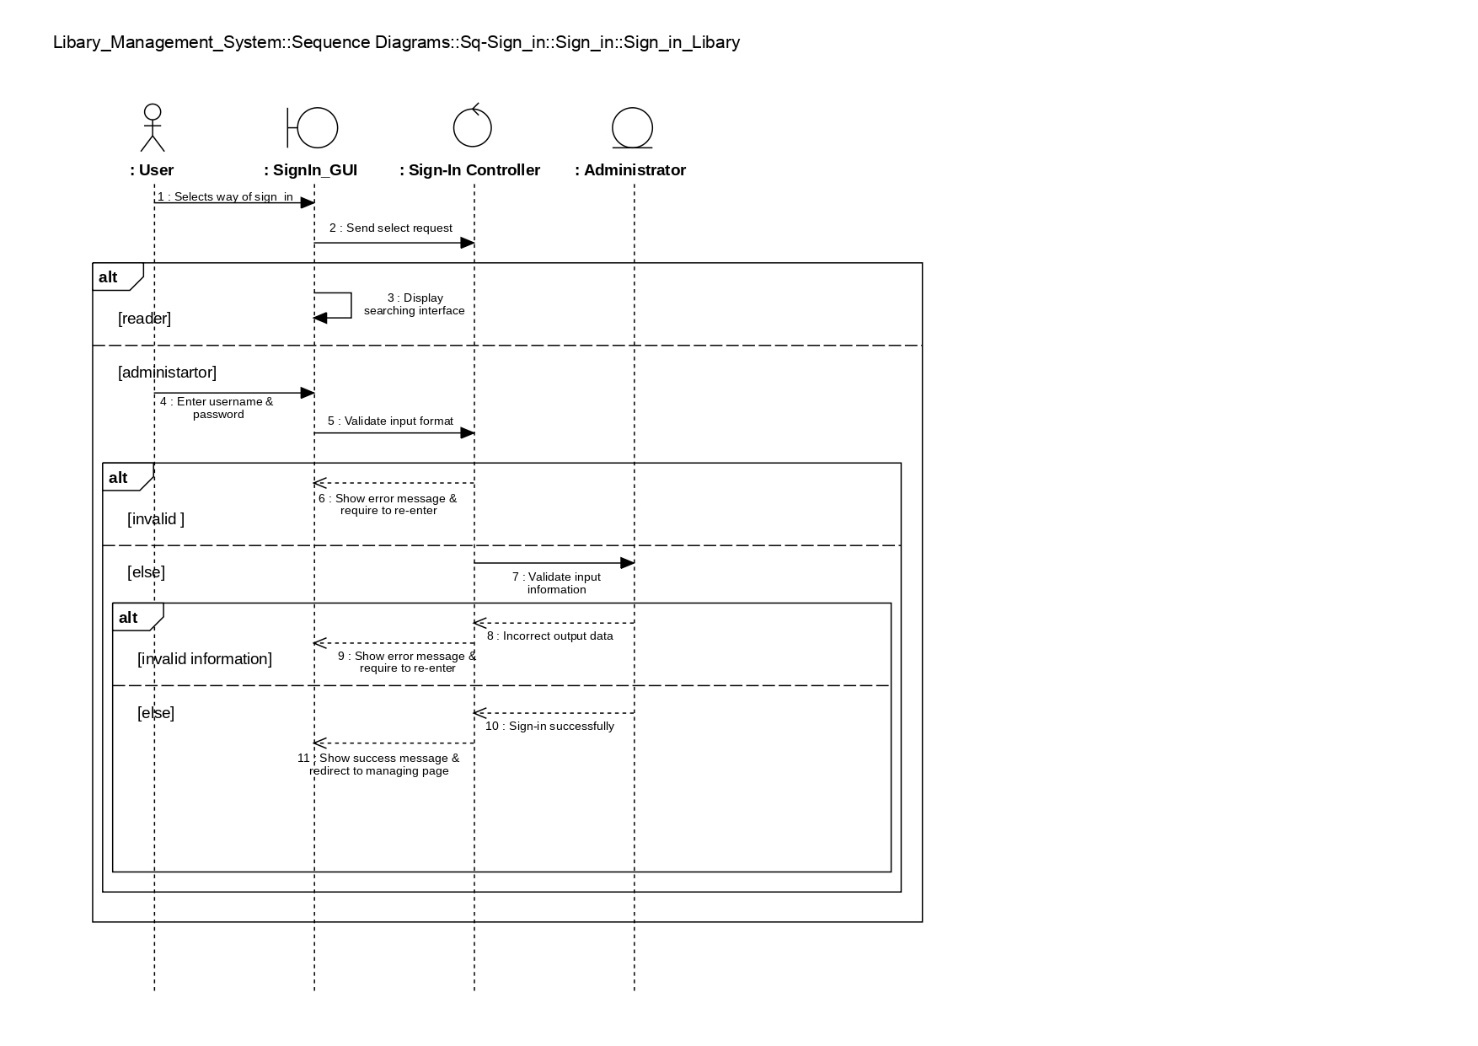 Libary_Management_System::Sequence Diagrams::Sq-Sign_in::Sign_in::Sign_in_Libary
: User
: SignIn_GUI
: Sign-In Controller
: Administrator
1 : Selects way of sign_in
2 : Send select request
alt
3 : Display
searching interface
[reader]
[administartor]
4 : Enter username &
password
5 : Validate input format
alt
6 : Show error message &
require to re-enter
[invalid ]
[else]
7 : Validate input
information
alt
8 : Incorrect output data
9 : Show error message &
require to re-enter
[invalid information]
[else]
10 : Sign-in successfully
11 : Show success message &
redirect to managing page